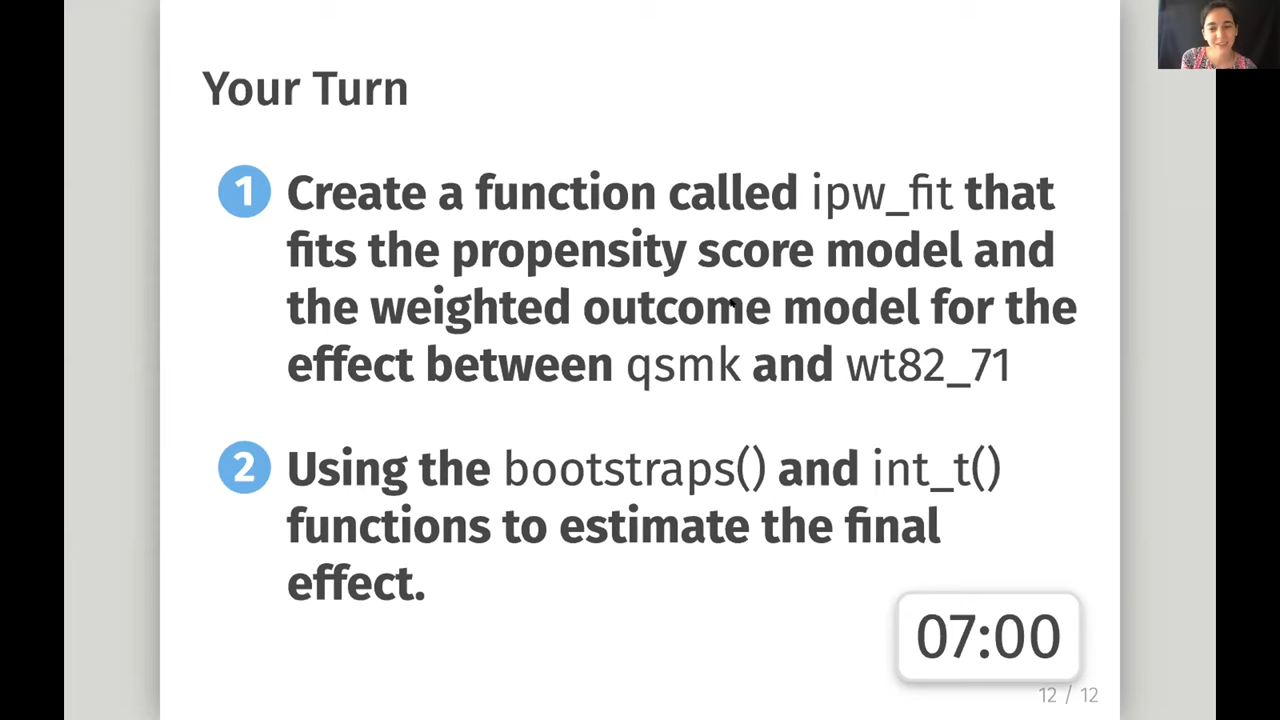 Your Turn
1 Create a function called ipw_fit that
fits the propensity score model and
the weighted outcome model for the
effect between qsmk and wt82_71
2 Using the bootstraps() and int_t()
functions to estimate the final
effect.
07:00
12 / 12